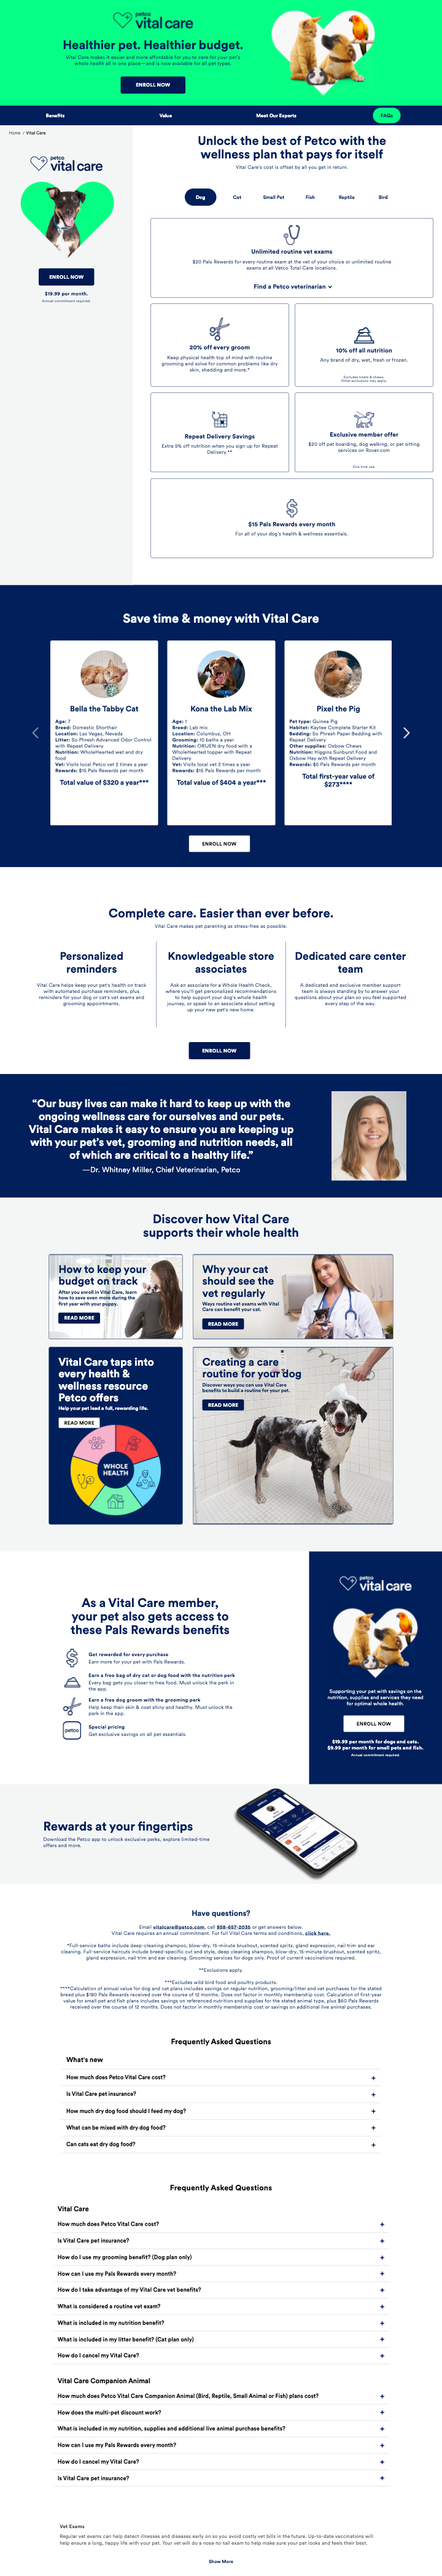 petco
vital care
Healthier pet. Healthier budget.
Vital Care makes it easier and more affordable for you to care for your pet's
whole health all in one place—and is now available for all pet types.
ENROLL NOW
Benefits
Value
Meet Our Experts
FAQs
Home / Vital Care
petco
vital care
ENROLL NOW
$19.99 per month.
Annual commitment required.
Unlock the best of Petco with the
wellness plan that pays for itself
Vital Care's cost is offset by all you get in return.
Dog
Cat
Small Pet
Fish
Reptile
Bird
Unlimited routine vet exams
$20 Pals Rewards for every routine exam at the vet of your choice or unlimited routine
exams at all Vetco Total Care locations.
Find a Petco veterinarian
20% off every groom
Keep physical health top of mind with routine
grooming and solve for common problems like dry
skin, shedding and more.*
10% off all nutrition
Any brand of dry, wet, fresh or frozen.
Excludes treats & chews.
Other exclusions may apply.
Repeat Delivery Savings
Extra 5% off nutrition when you sign up for Repeat
Delivery.**
Exclusive member offer
$20 off pet boarding, dog walking, or pet sitting
services on Rover.com
One-time use.
$15 Pals Rewards every month
For all of your dog's health & wellness essentials.
Save time & money with Vital Care
Bella the Tabby Cat
Age: 7
Breed: Domestic Shorthair
Location: Las Vegas, Nevada
Litter: So Phresh Advanced Odor Control
with Repeat Delivery
Nutrition: WholeHearted wet and dry
food
Vet: Visits local Petco vet 2 times a year
Rewards: $15 Pals Rewards per month
Total value of $320 a year***
Kona the Lab Mix
Age: 1
Breed: Lab mix
Location: Columbus, OH
Grooming: 10 baths a year
Nutrition: ORIJEN dry food with a
WholeHearted topper with Repeat
Delivery
Vet: Visits local vet 2 times a year
Rewards: $15 Pals Rewards per month
Total value of $404 a year***
Pixel the Pig
Pet type: Guinea Pig
Habitat: Kaytee Complete Starter Kit
Bedding: So Phresh Paper Bedding with
Repeat Delivery
Other supplies: Oxbow Chews
Nutrition: Higgins Sunburst Food and
Oxbow Hay with Repeat Delivery
Rewards: $5 Pals Rewards per month
Total first-year value of
$273****
ENROLL NOW
Complete care. Easier than ever before.
Vital Care makes pet parenting as stress-free as possible.
Personalized
reminders
Vital Care helps keep your pet's health on track
with automated purchase reminders, plus
reminders for your dog or cat's vet exams and
grooming appointments.
Knowledgeable store
associates
Ask an associate for a Whole Health Check,
where you'll get personalized recommendations
to help support your dog's whole health
journey, or speak to an associate about setting
up your new pet's new home.
Dedicated care center
team
A dedicated and exclusive member support
team is always standing by to answer your
questions about your plan so you feel supported
every step of the way.
ENROLL NOW
"Our busy lives can make it hard to keep up with the
ongoing wellness care for ourselves and our pets.
Vital Care makes it easy to ensure you are keeping up
with your pet's vet, grooming and nutrition needs, all
of which are critical to a healthy life."
—Dr. Whitney Miller, Chief Veterinarian, Petco
Discover how Vital Care
supports their whole health
How to keep your
budget on track
After you enroll in Vital Care, learn
how to save even more during the
first year with your puppy.
READ MORE
Why your cat
should see the
vet regularly
Ways routine vet exams with Vital
Care can benefit your cat.
READ MORE
Vital Care taps into
every health &
wellness resource
Petco offers
Help your pet lead a full, rewarding life.
READ MORE
WHOLE
HEALTH
Creating a care
routine for your dog
Discover ways you can use Vital Care
benefits to build a routine for your pet.
READ MORE
As a Vital Care member,
your pet also gets access to
these Pals Rewards benefits
Get rewarded for every purchase
Earn more for your pet with Pals Rewards.
Earn a free bag of dry cat or dog food with the nutrition perk
Every bag gets you closer to free food. Must unlock the perk in
the app.
Earn a free dog groom with the grooming perk
Help keep their skin & coat shiny and healthy. Must unlock the
perk in the app.
petco
Special pricing
Get exclusive savings on all pet essentials.
petco
vital care
Supporting your pet with savings on the
nutrition, supplies and services they need
for optimal whole health.
ENROLL NOW
$19.99 per month for dogs and cats.
$9.99 per month for small pets and fish.
Annual commitment required.
Rewards at your fingertips
Download the Petco app to unlock exclusive perks, explore limited-time
offers and more.
Have questions?
Email vitalcare@petco.com, call 858-657-2035 or get answers below.
Vital Care requires an annual commitment. For full Vital Care terms and conditions, click here.
*Full-service baths include deep-cleaning shampoo, blow-dry, 15-minute brushout, scented spritz, gland expression, nail trim and ear
cleaning. Full-service haircuts include breed-specific cut and style, deep cleaning shampoo, blow-dry, 15-minute brushout, scented spritz,
gland expression, nail trim and ear cleaning. Grooming services for dogs only. Proof of current vaccinations required.
**Exclusions apply.
***Excludes wild bird food and poultry products.
****Calculation of annual value for dog and cat plans includes savings on regular nutrition, grooming/litter and vet purchases for the stated
breed plus $180 Pals Rewards received over the course of 12 months. Does not factor in monthly membership cost. Calculation of first-year
value for small pet and fish plans includes savings on referenced nutrition and supplies for the stated animal type, plus $60 Pals Rewards
received over the course of 12 months. Does not factor in monthly membership cost or savings on additional live animal purchases.
Frequently Asked Questions
What's new
How much does Petco Vital Care cost? +
Is Vital Care pet insurance? +
How much dry dog food should I feed my dog? +
What can be mixed with dry dog food? +
Can cats eat dry dog food? +
Frequently Asked Questions
Vital Care
How much does Petco Vital Care cost? +
Is Vital Care pet insurance? +
How do I use my grooming benefit? (Dog plan only) +
How can I use my Pals Rewards every month? +
How do I take advantage of my Vital Care vet benefits? +
What is considered a routine vet exam? +
What is included in my nutrition benefit? +
What is included in my litter benefit? (Cat plan only) +
How do I cancel my Vital Care? +
Vital Care Companion Animal
How much does Petco Vital Care Companion Animal (Bird, Reptile, Small Animal or Fish) plans cost? +
How does the multi-pet discount work? +
What is included in my nutrition, supplies and additional live animal purchase benefits? +
How can I use my Pals Rewards every month? +
How do I cancel my Vital Care? +
Is Vital Care pet insurance? +
Vet Exams
Regular vet exams can help detect illnesses and diseases early on so you avoid costly vet bills in the future. Up-to-date vaccinations will
help ensure a long, happy life with your pet. Your vet will do a nose-to-tail exam to help make sure your pet looks and feels their best.
Show More